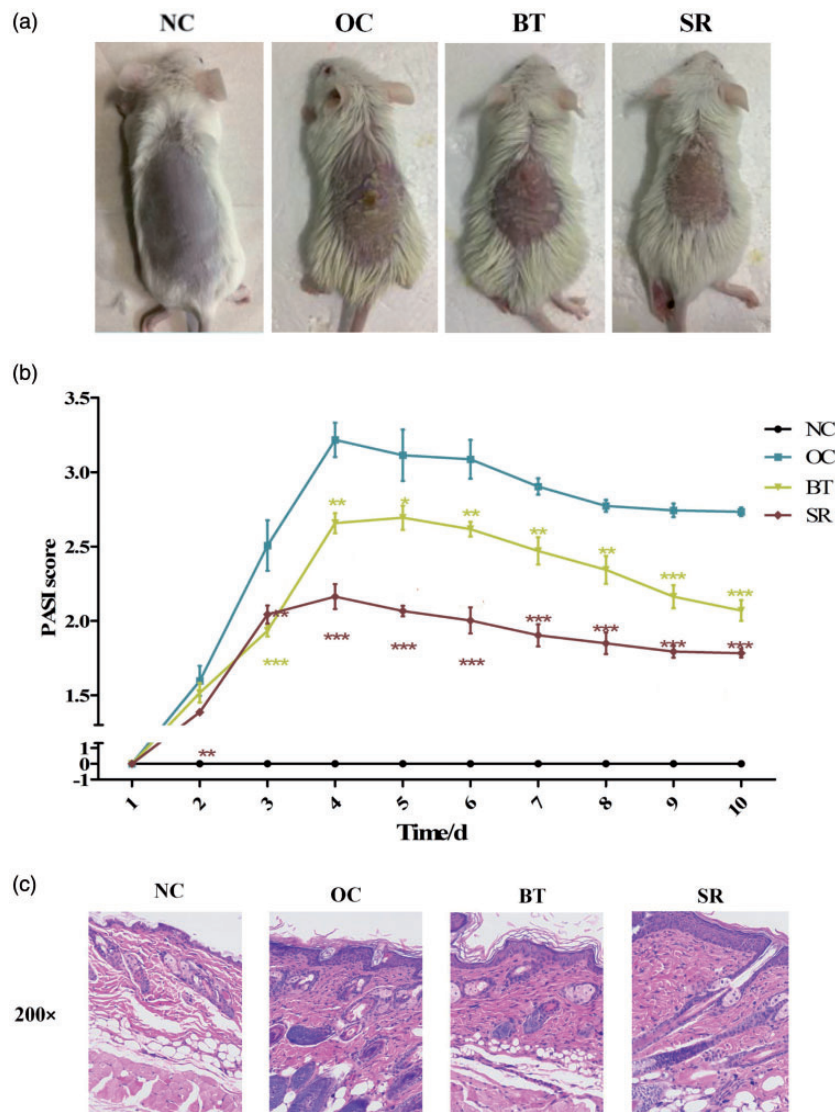 (a)
NC OC BT SR
(b)
3.5
3.0
2.5
2.0
1.5
1
0
-1
PASI score
** * ** ** ** *** ***
** *** *** *** *** *** *** ***
***
**
1 2 3 4 5 6 7 8 9 10
Time/d
NC
OC
BT
SR
(c)
NC OC BT SR
200×